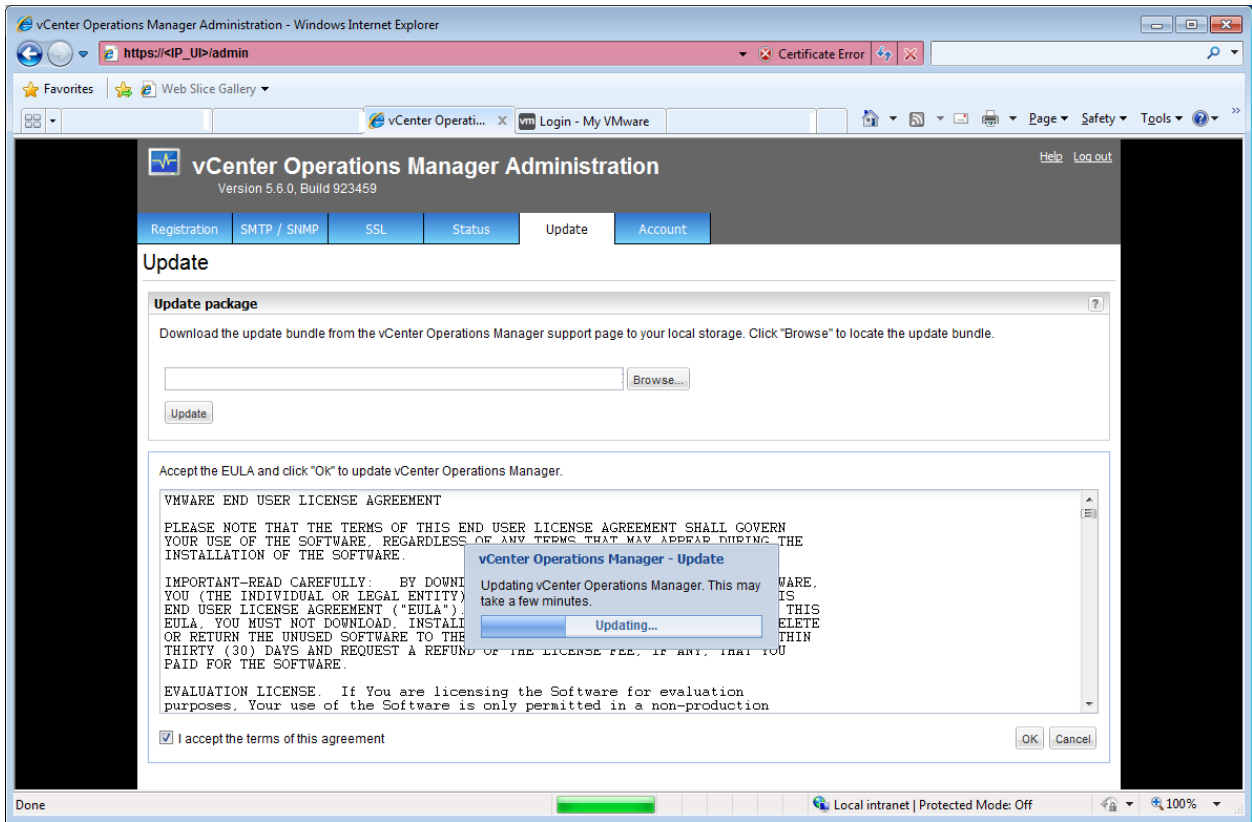 vCenter Operations Manager Administration - Windows Internet Explorer
https://<IP_UI>/admin
Certificate Error
Favorites
Web Slice Gallery
vCenter Operati... X
Login - My VMware
Page Safety Tools
vCenter Operations Manager Administration
Help Log out
Version 5.6.0, Build 923459
Registration SMTP / SNMP SSL Status Update Account
Update
Update package
?
Download the update bundle from the vCenter Operations Manager support page to your local storage. Click "Browse" to locate the update bundle.
Browse...
Update
Accept the EULA and click "Ok" to update vCenter Operations Manager.
VMWARE END USER LICENSE AGREEMENT
PLEASE NOTE THAT THE TERMS OF THIS END USER LICENSE AGREEMENT SHALL GOVERN
YOUR USE OF THE SOFTWARE, REGARDLESS OF ANY TERMS THAT MAY APPEAR DURING THE
INSTALLATION OF THE SOFTWARE.
IMPORTANT-READ CAREFULLY: BY DOWNL
WARE,
YOU (THE INDIVIDUAL OR LEGAL ENTITY)
IS
END USER LICENSE AGREEMENT ("EULA").
THIS
EULA, YOU MUST NOT DOWNLOAD, INSTALL
ELETE
OR RETURN THE UNUSED SOFTWARE TO THE
THIN
THIRTY (30) DAYS AND REQUEST A REFUND OF THE LICENSE FEE, IF ANY, THAT YOU
PAID FOR THE SOFTWARE.
EVALUATION LICENSE. If You are licensing the Software for evaluation
purposes, Your use of the Software is only permitted in a non-production
vCenter Operations Manager - Update
Updating vCenter Operations Manager. This may
take a few minutes.
Updating...
I accept the terms of this agreement
OK Cancel
Done
Local intranet | Protected Mode: Off
100%